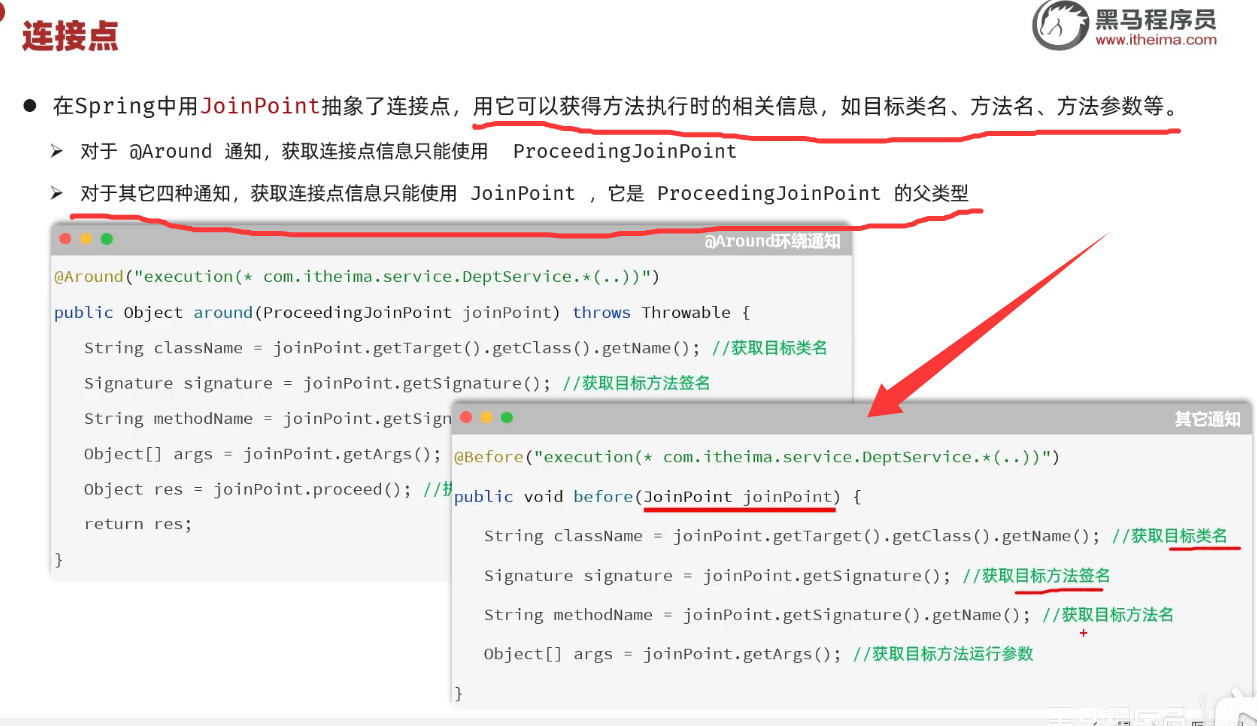 连接点
黑马程序员
www.itheima.com
● 在Spring中用JoinPoint抽象了连接点，用它可以获得方法执行时的相关信息，如目标类名、方法名、方法参数等。
➢ 对于 @Around 通知，获取连接点信息只能使用 ProceedingJoinPoint
➢ 对于其它四种通知，获取连接点信息只能使用 JoinPoint ，它是 ProceedingJoinPoint 的父类型
@Around环绕通知
@Around("execution(* com.itheima.service.DeptService.*(..))")
public Object around(ProceedingJoinPoint joinPoint) throws Throwable {
String className = joinPoint.getTarget().getClass().getName(); //获取目标类名
Signature signature = joinPoint.getSignature(); //获取目标方法签名
String methodName = joinPoint.getSign
Object[] args = joinPoint.getArgs();
Object res = joinPoint.proceed(); //
return res;
}
其它通知
@Before("execution(* com.itheima.service.DeptService.*(..))")
public void before(JoinPoint joinPoint) {
String className = joinPoint.getTarget().getClass().getName(); //获取目标类名
Signature signature = joinPoint.getSignature(); //获取目标方法签名
String methodName = joinPoint.getSignature().getName(); //获取目标方法名
Object[] args = joinPoint.getArgs(); //获取目标方法运行参数
}